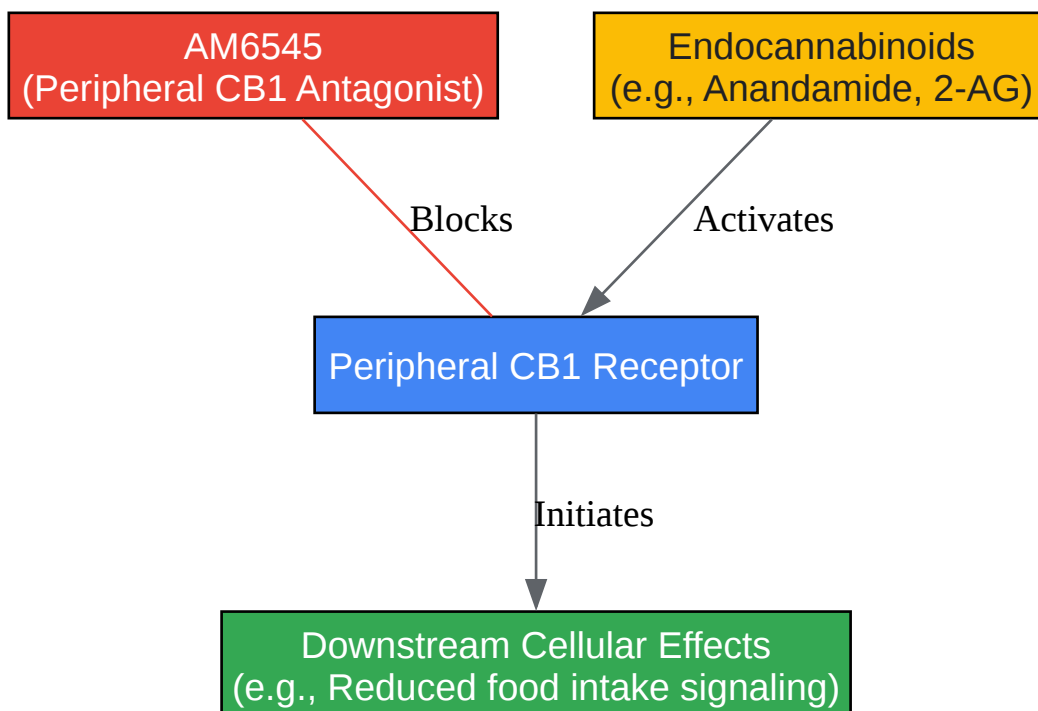 AM6545
(Peripheral CB1 Antagonist)
Endocannabinoids
(e.g., Anandamide, 2-AG)
Blocks
Activates
Peripheral CB1 Receptor
Initiates
Downstream Cellular Effects
(e.g., Reduced food intake signaling)